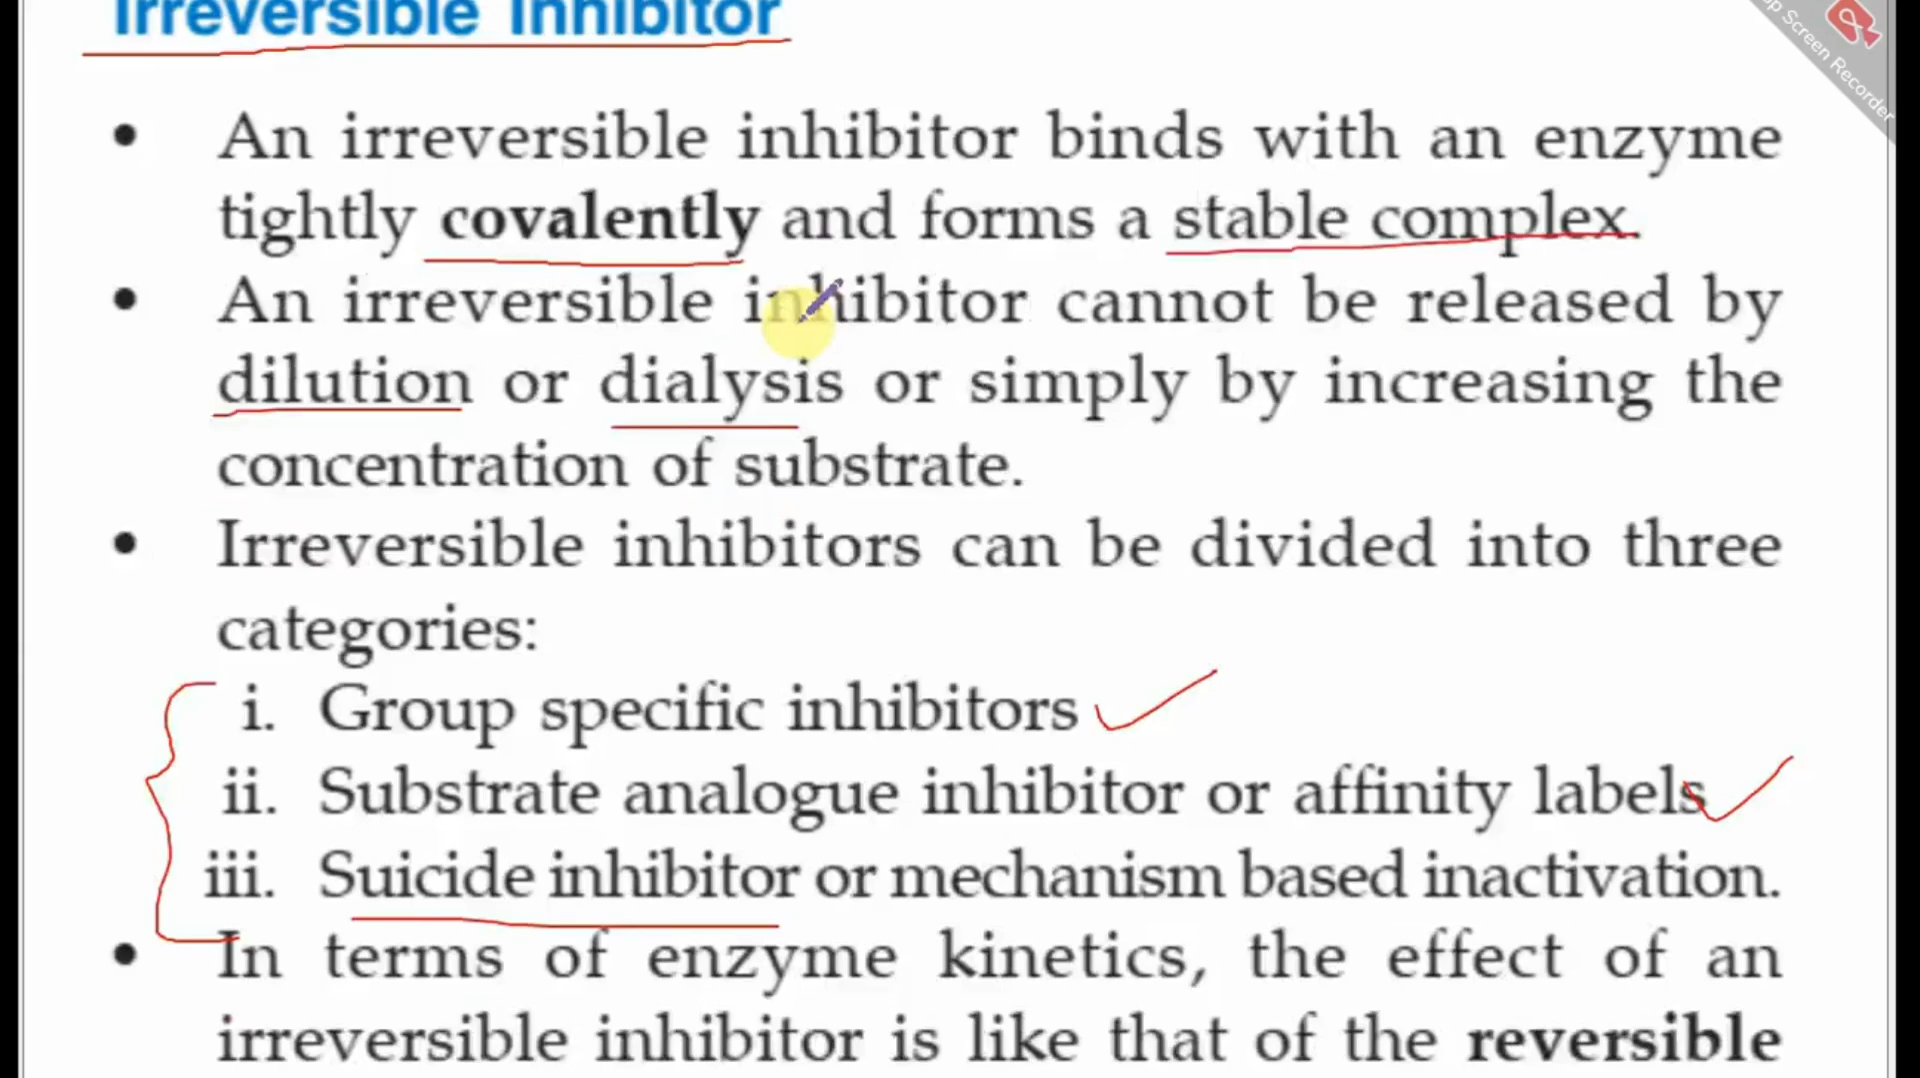 Irreversible Inhibitor
• An irreversible inhibitor binds with an enzyme
tightly covalently and forms a stable complex.
• An irreversible inhibitor cannot be released by
dilution or dialysis or simply by increasing the
concentration of substrate.
• Irreversible inhibitors can be divided into three
categories:
i. Group specific inhibitors
ii. Substrate analogue inhibitor or affinity labels
iii. Suicide inhibitor or mechanism based inactivation.
• In terms of enzyme kinetics, the effect of an
irreversible inhibitor is like that of the reversible
Screen Recorder